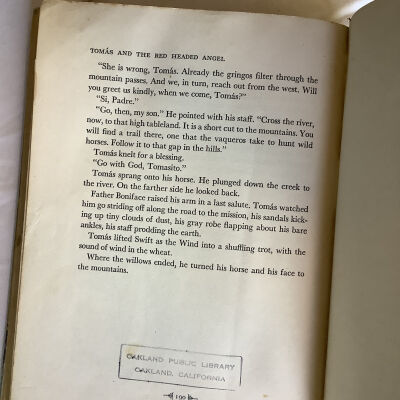 TOMÁS AND THE RED HEADED ANGEL
"She is wrong, Tomás. Already the gringos filter through the
mountain passes. And we, in turn, reach out from the west. Will
you greet us kindly, when we come, Tomás?"
"Si, Padre."
"Go, then, my son." He pointed with his staff. "Cross the river,
now, to that high tableland. It is a short cut to the mountains. You
will find a trail there, one that the vaqueros take to hunt wild
horses. Follow it to that gap in the hills."
Tomás knelt for a blessing.
"Go with God, Tomasito."
Tomás sprang onto his horse. He plunged down the creek to
the river. On the farther side he looked back.
Father Boniface raised his arm in a last salute. Tomás watched
him go striding off along the road to the mission, his sandals kick-
ing up tiny clouds of dust, his gray robe flapping about his bare
ankles, his staff prodding the earth.
Tomás lifted Swift as the Wind into a shuffling trot, with the
sound of wind in the wheat.
Where the willows ended, he turned his horse and his face to
the mountains.
OAKLAND PUBLIC LIBRARY
OAKLAND, CALIFORNIA
190